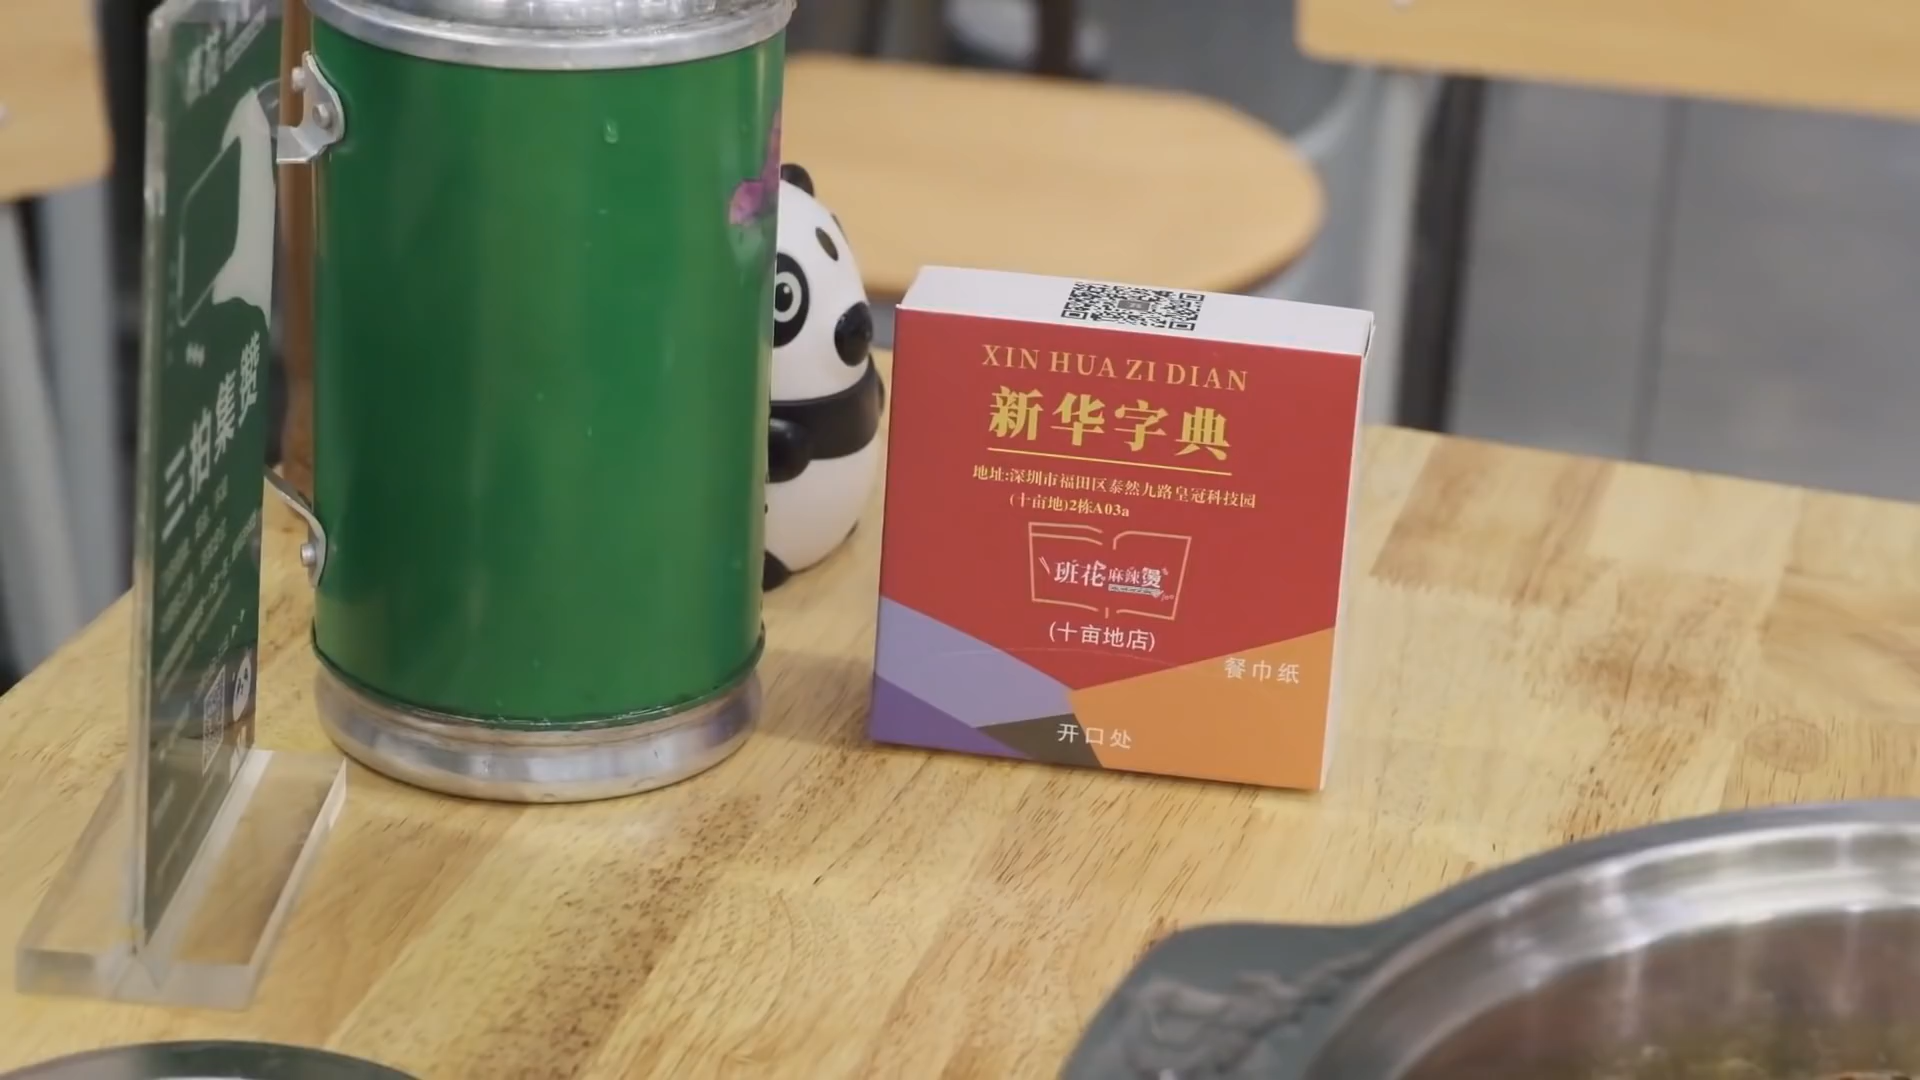 三拍集赞
XIN HUA ZI DIAN
新华字典
地址:深圳市福田区泰然九路皇冠科技园
(十亩地)2栋A03a
班花麻辣烫
(十亩地店)
餐巾纸
开口处